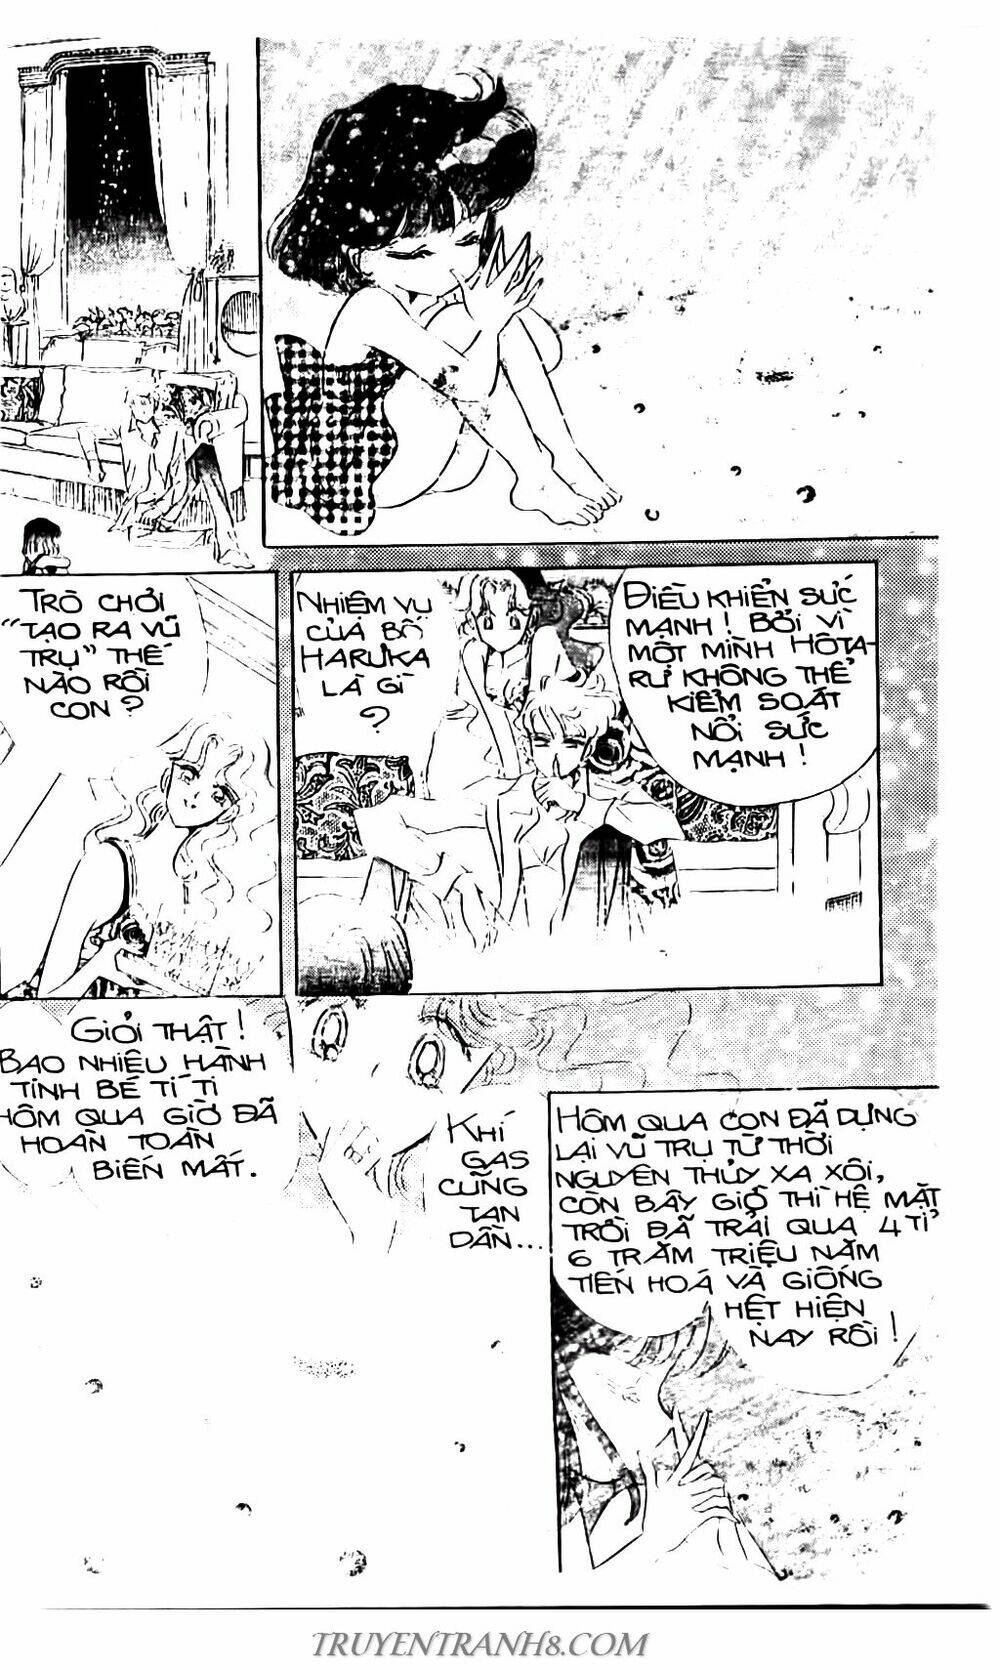 TRÒ CHƠI
"TẠO RA VŨ
TRỤ" THẾ
NÀO RỒI
CON?
NHIỆM VỤ
CỦA BỐ
HARUKA
LÀ GÌ
?
ĐIỀU KHIỂN SỨC
MẠNH! BỞI VÌ
MỘT MÌNH HÔTA-
RU KHÔNG THỂ
KIỂM SOÁT
NỔI SỨC
MẠNH!
GIỎI THẬT!
BAO NHIÊU HÀNH
TINH BÉ TÍ TI
HÔM QUA GIỜ ĐÃ
HOÀN TOÀN
BIẾN MẤT.
KHÍ
GAS
CŨNG
TAN
DẦN...
HÔM QUA CON ĐÃ DỰNG
LẠI VŨ TRỤ TỪ THỜI
NGUYÊN THỦY XA XÔI,
CÒN BÂY GIỜ THÌ HỆ MẶT
TRỜI ĐÃ TRẢI QUA 4 TỈ
6 TRĂM TRIỆU NĂM
TIẾN HOÁ VÀ GIỐNG
HỆT HIỆN
NAY RỒI!
TRUYENTRANH8.COM